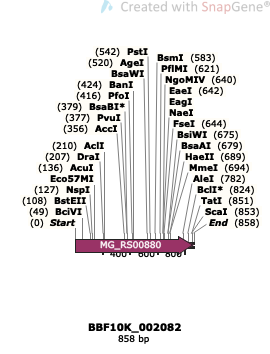 Created with SnapGene®
(542) PstI
(520) AgeI
BsaWI
(424) BanI
(416) PfoI
(379) BsaBI*
(377) PvuI
(356) AccI
(210) AclI
(207) DraI
(136) AcuI
Eco57MI
(127) NspI
(108) BstEII
(49) BciVI
(0) Start
BsmI (583)
PflMI (621)
NgoMIV (640)
EaeI (642)
EagI
NaeI
FseI (644)
BsiWI (675)
BsaAI (679)
HaeII (689)
MmeI (694)
AleI (782)
BclI* (824)
TatI (851)
ScaI (853)
End (858)
MG_RS00880
400 600 800
BBF10K_002082
858 bp